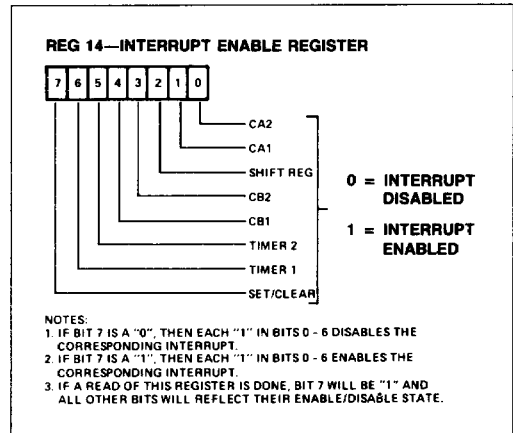 REG 14—INTERRUPT ENABLE REGISTER
7 6 5 4 3 2 1 0
CA2
CA1
SHIFT REG
CB2
CB1
TIMER 2
TIMER 1
SET/CLEAR
0 = INTERRUPT
DISABLED
1 = INTERRUPT
ENABLED
NOTES:
1. IF BIT 7 IS A "0", THEN EACH "1" IN BITS 0 - 6 DISABLES THE
CORRESPONDING INTERRUPT.
2. IF BIT 7 IS A "1", THEN EACH "1" IN BITS 0 - 6 ENABLES THE
CORRESPONDING INTERRUPT.
3. IF A READ OF THIS REGISTER IS DONE, BIT 7 WILL BE "1" AND
ALL OTHER BITS WILL REFLECT THEIR ENABLE/DISABLE STATE.